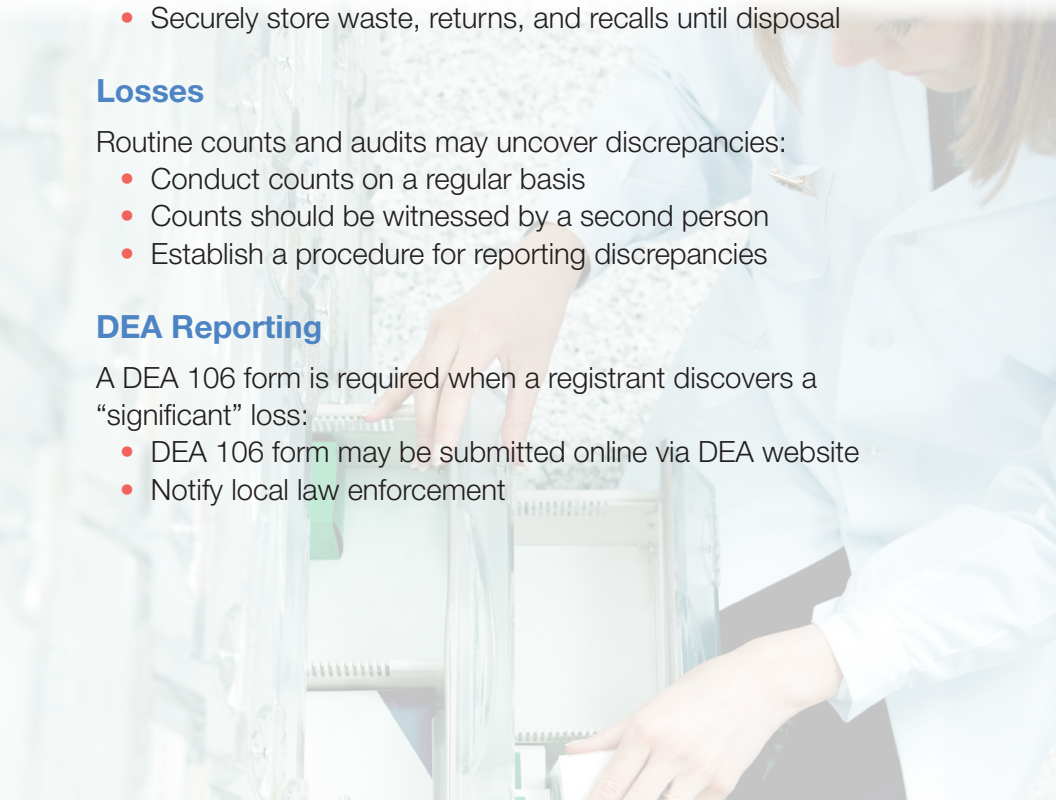 • Securely store waste, returns, and recalls until disposal
Losses
Routine counts and audits may uncover discrepancies:
• Conduct counts on a regular basis
• Counts should be witnessed by a second person
• Establish a procedure for reporting discrepancies
DEA Reporting
A DEA 106 form is required when a registrant discovers a
“significant” loss:
• DEA 106 form may be submitted online via DEA website
• Notify local law enforcement